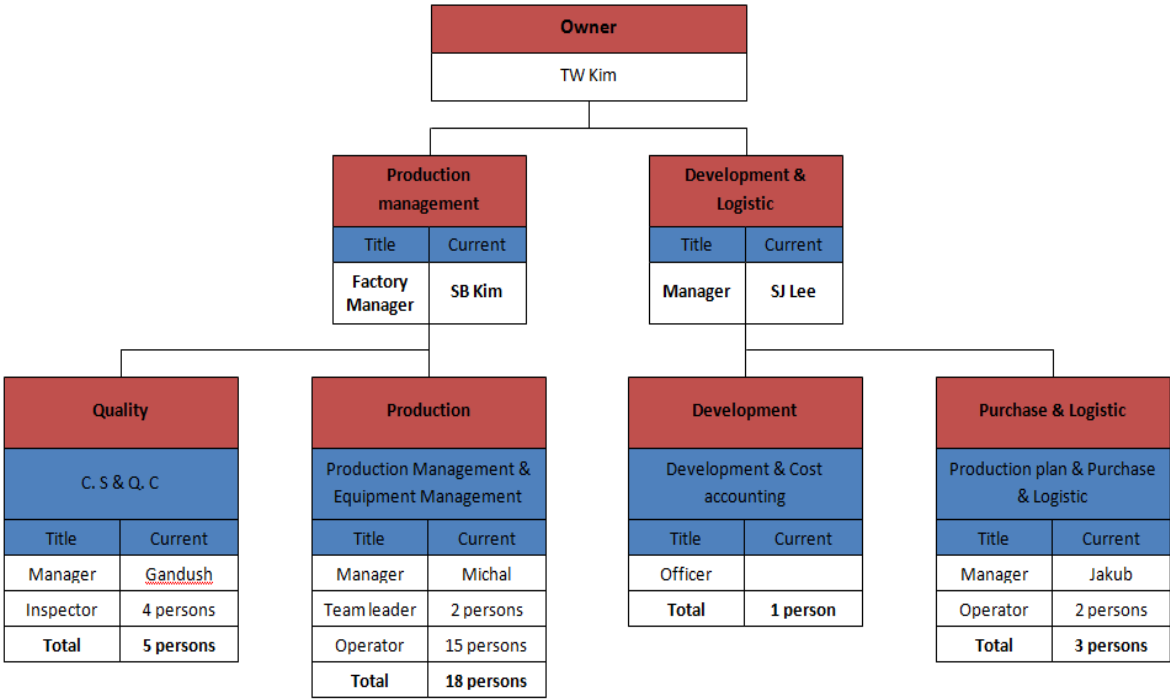 Owner
TW Kim
Production
management
Title Current
Factory
Manager
SB Kim
Development &
Logistic
Title Current
Manager SJ Lee
Quality
C. S & Q. C
Title Current
Manager Gandush
Inspector 4 persons
Total 5 persons
Production
Production Management &
Equipment Management
Title Current
Manager Michal
Team leader 2 persons
Operator 15 persons
Total 18 persons
Development
Development & Cost
accounting
Title Current
Officer
Total 1 person
Purchase & Logistic
Production plan & Purchase
& Logistic
Title Current
Manager Jakub
Operator 2 persons
Total 3 persons